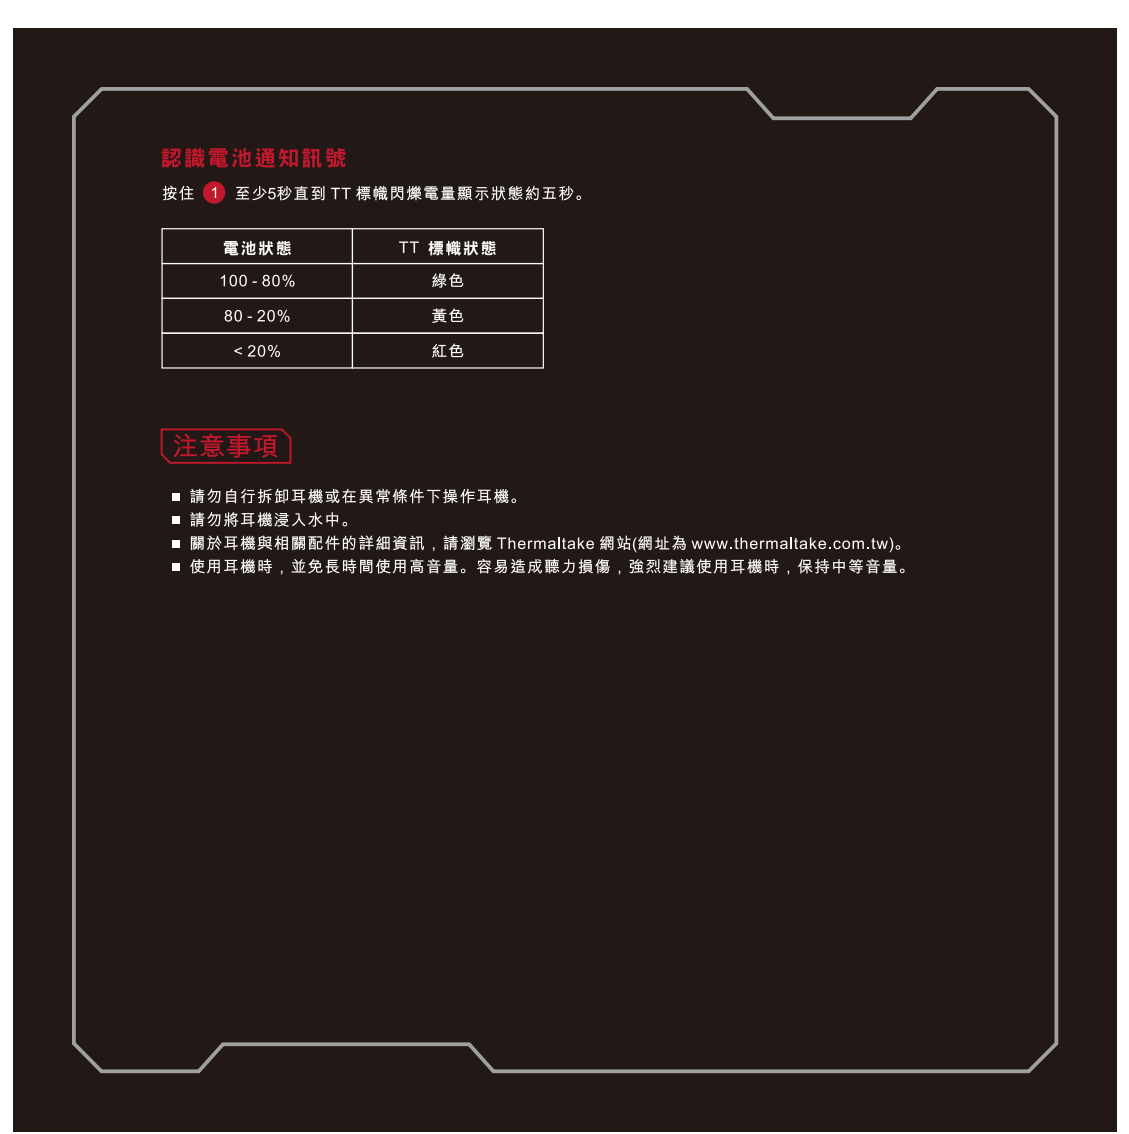 認識電池通知訊號
按住 1 至少5秒直到 TT 標幟閃爍電量顯示狀態約五秒。
電池狀態 TT 標幟狀態
100 - 80% 綠色
80 - 20% 黃色
< 20% 紅色
注意事項
■ 請勿自行拆卸耳機或在異常條件下操作耳機。
■ 請勿將耳機浸入水中。
■ 關於耳機與相關配件的詳細資訊，請瀏覽 Thermaltake 網站(網址為 www.thermaltake.com.tw)。
■ 使用耳機時，並免長時間使用高音量。容易造成聽力損傷，強烈建議使用耳機時，保持中等音量。